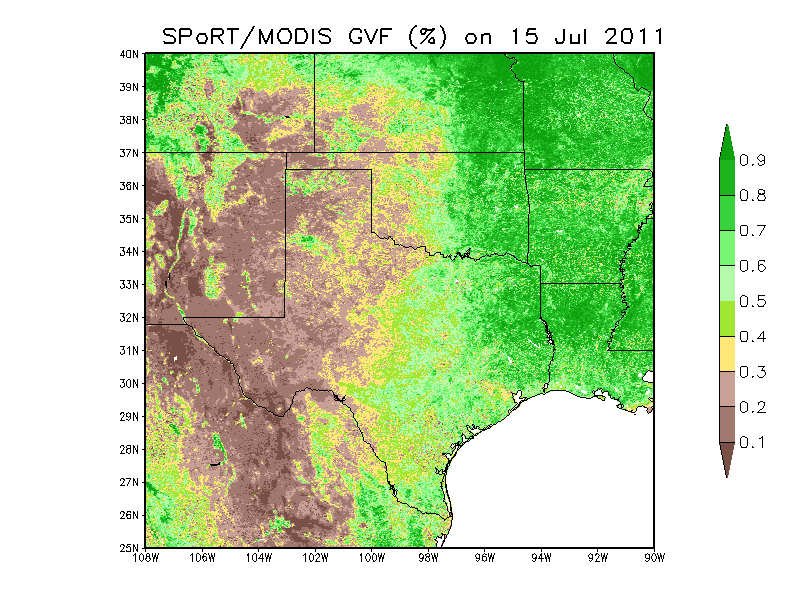 SPoRT/MODIS GVF (%) on 15 Jul 2011
40N
39N
38N
37N
36N
35N
34N
33N
32N
31N
30N
29N
28N
27N
26N
25N
108W 106W 104W 102W 100W 98W 96W 94W 92W 90W
0.9
0.8
0.7
0.6
0.5
0.4
0.3
0.2
0.1